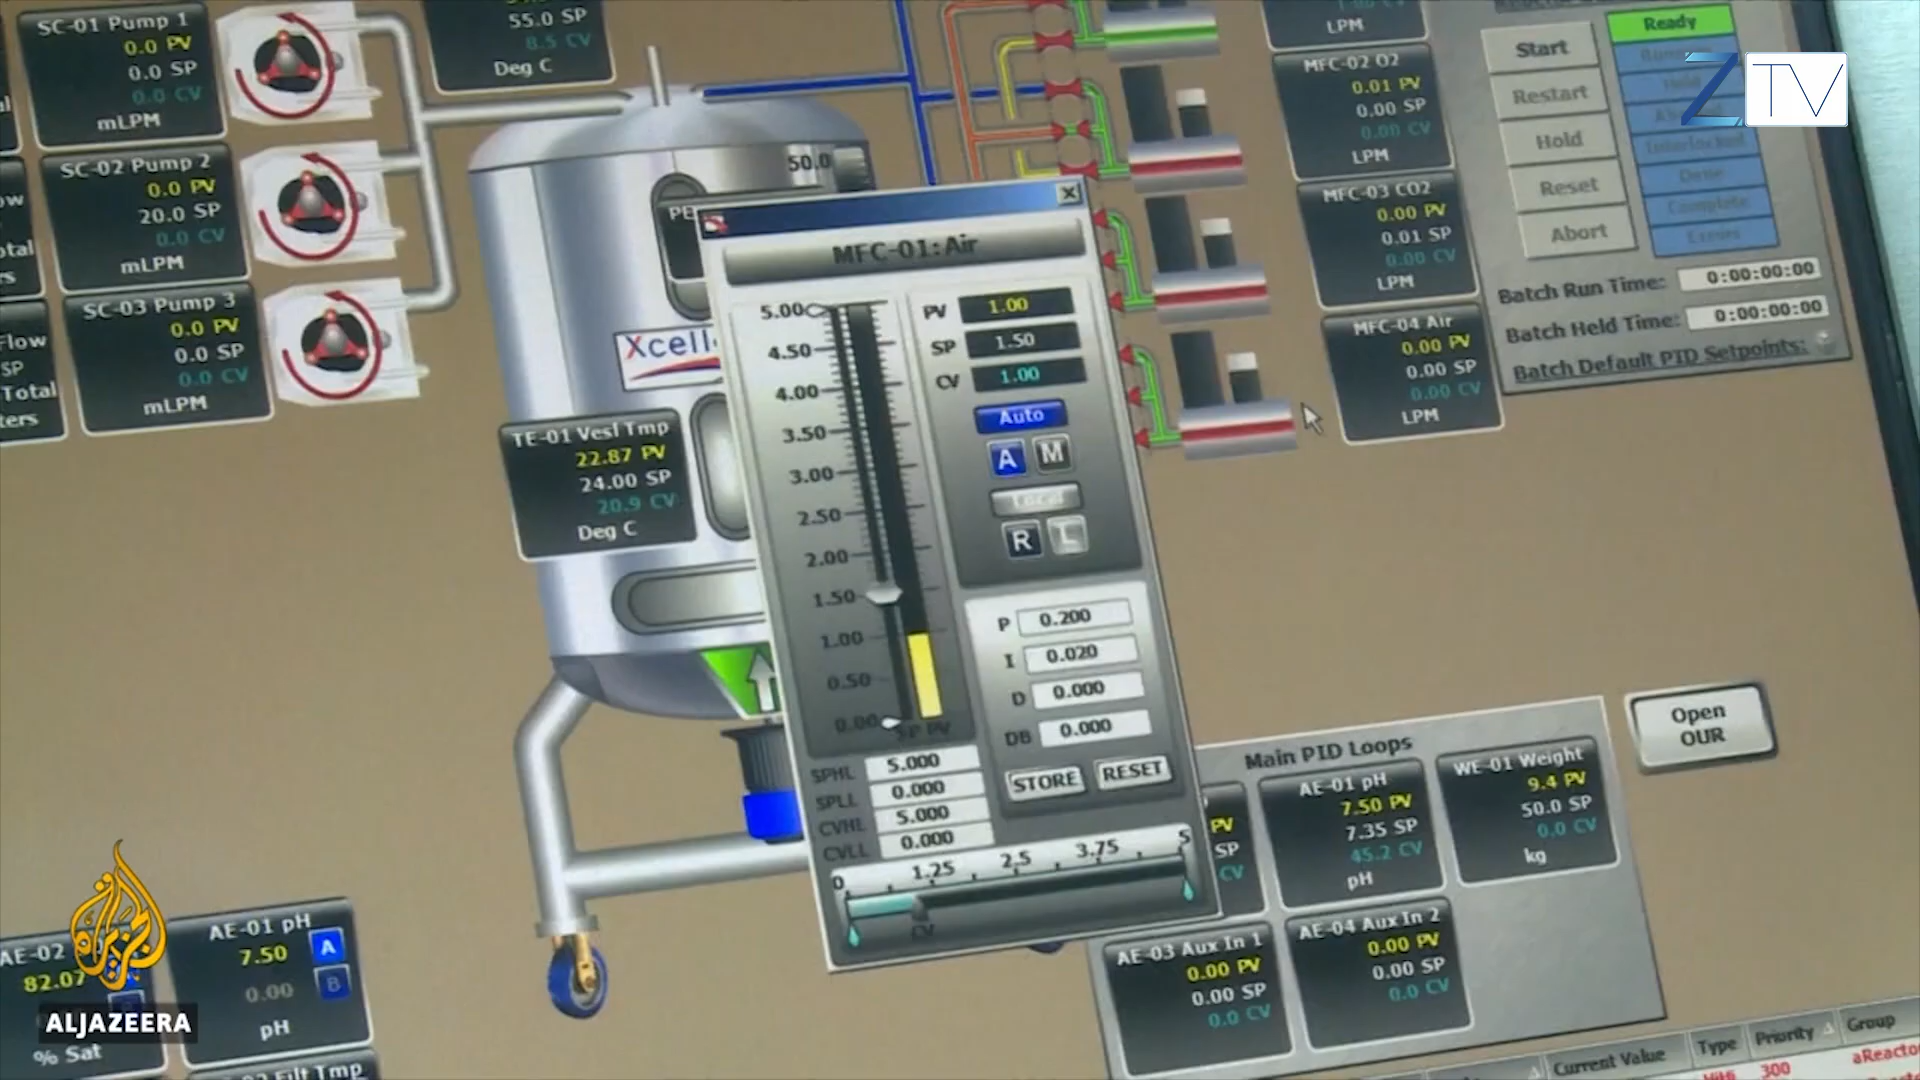 SC-01 Pump 1
0.0 PV
0.0 SP
0.0 CV
mLPM
SC-02 Pump 2
0.0 PV
20.0 SP
0.0 CV
mLPM
SC-03 Pump 3
0.0 PV
0.0 SP
0.0 CV
mLPM
Flow
SP
Total
55.0 SP
8.5 CV
Deg C
50.0
Xcell
TE-01 Vesl Tmp
22.87 PV
24.00 SP
20.9 CV
Deg C
MFC-01:Air
5.00
4.50
4.00
3.50
3.00
2.50
2.00
1.50
1.00
0.50
0.00
SP PV
PV 1.00
SP 1.50
CV 1.00
Auto
A M
Local
R L
P 0.200
I 0.020
D 0.000
DB 0.000
STORE RESET
SPHL 5.000
SPLL 0.000
CVHL 5.000
CVLL 0.000
0 1.25 2.5 3.75 5
CV
LPM
MFC-02 O2
0.01 PV
0.00 SP
0.00 CV
LPM
MFC-03 CO2
0.00 PV
0.01 SP
0.00 CV
LPM
MFC-04 Air
0.00 PV
0.00 SP
0.00 CV
LPM
Start
Restart
Hold
Reset
Abort
Ready
Interlocked
Done
Complete
Errors
Z TV
Batch Run Time: 0:00:00:00
Batch Held Time: 0:00:00:00
Batch Default PID Setpoints:
Open
OUR
Main PID Loops
PV
SP
CV
AE-01 pH
7.50 PV
7.35 SP
45.2 CV
pH
WE-01 Weight
9.4 PV
50.0 SP
0.0 CV
kg
AE-03 Aux In 1
0.00 PV
0.00 SP
0.0 CV
AE-04 Aux In 2
0.00 PV
0.00 SP
0.0 CV
AE-02
82.07
% Sat
AE-01 pH
7.50 A
0.00 B
pH
Filt Tmp
الجزيرة
ALJAZEERA
Current Value Type Priority Group
300